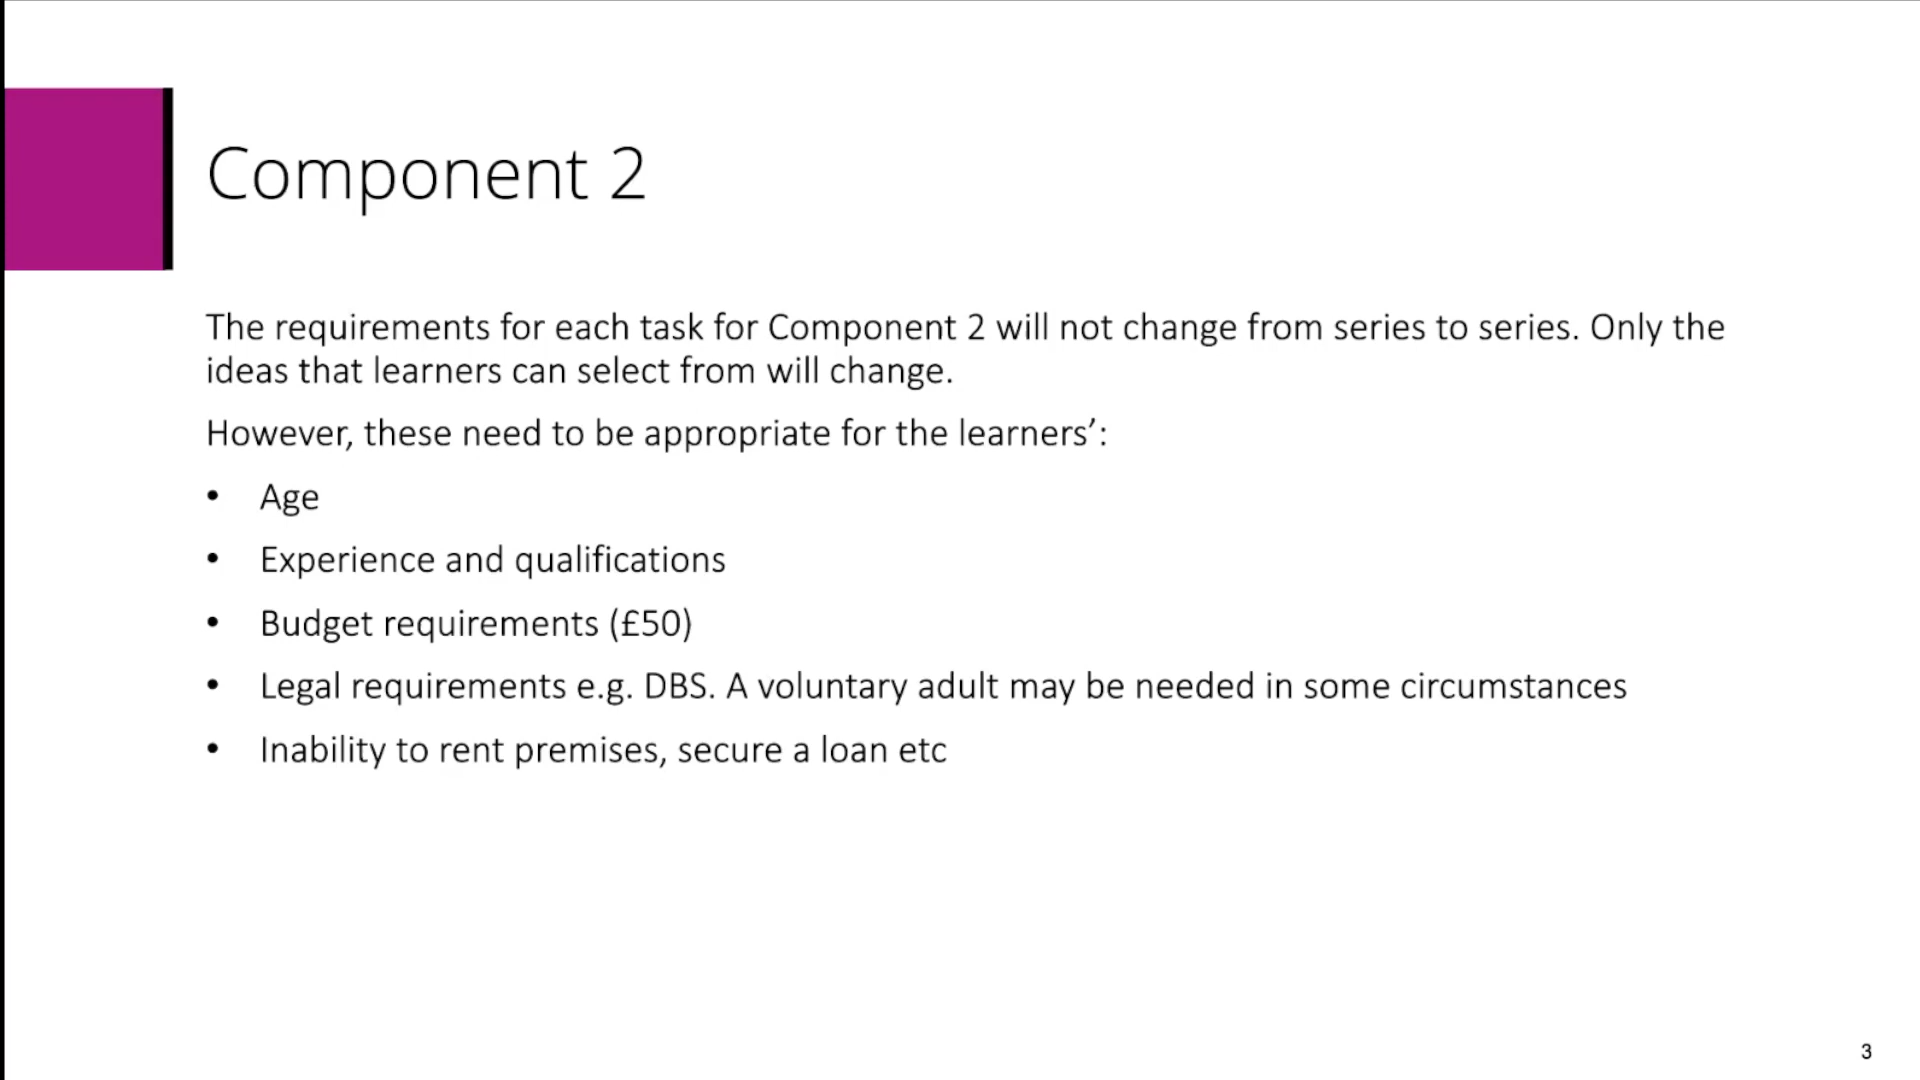 Component 2
The requirements for each task for Component 2 will not change from series to series. Only the
ideas that learners can select from will change.
However, these need to be appropriate for the learners’:
• Age
• Experience and qualifications
• Budget requirements (£50)
• Legal requirements e.g. DBS. A voluntary adult may be needed in some circumstances
• Inability to rent premises, secure a loan etc
3